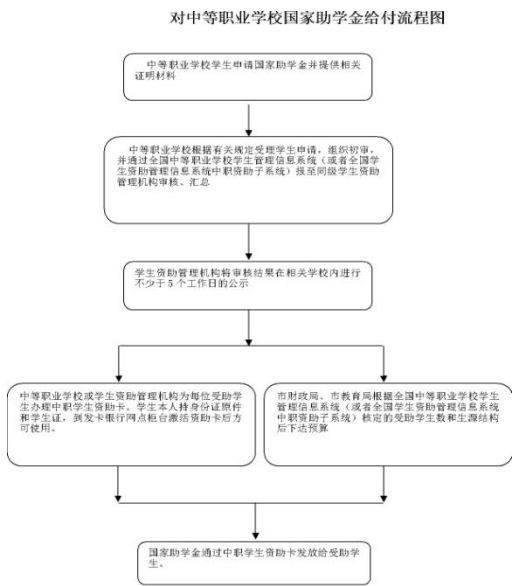 对中等职业学校国家助学金给付流程图
中等职业学校学生申请国家助学金并提供相关
证明材料
中等职业学校根据有关规定受理学生申请，组织初审，
并通过全国中等职业学校学生管理信息系统（或者全国学
生资助管理信息系统中职资助子系统）报至同级学生资助
管理机构审核、汇总
学生资助管理机构将审核结果在相关学校内进行
不少于5个工作日的公示
中等职业学校或学生资助管理机构为每位受助学
生办理中职学生资助卡。学生本人持身份证原件
和学生证，到发卡银行网点柜台激活资助卡后方
可使用。
市财政局、市教育局根据全国中等职业学校学生
管理信息系统（或者全国学生资助管理信息系统
中职资助子系统）核定的受助学生数和生源结构
后下达预算
国家助学金通过中职学生资助卡发放给受助学
生。